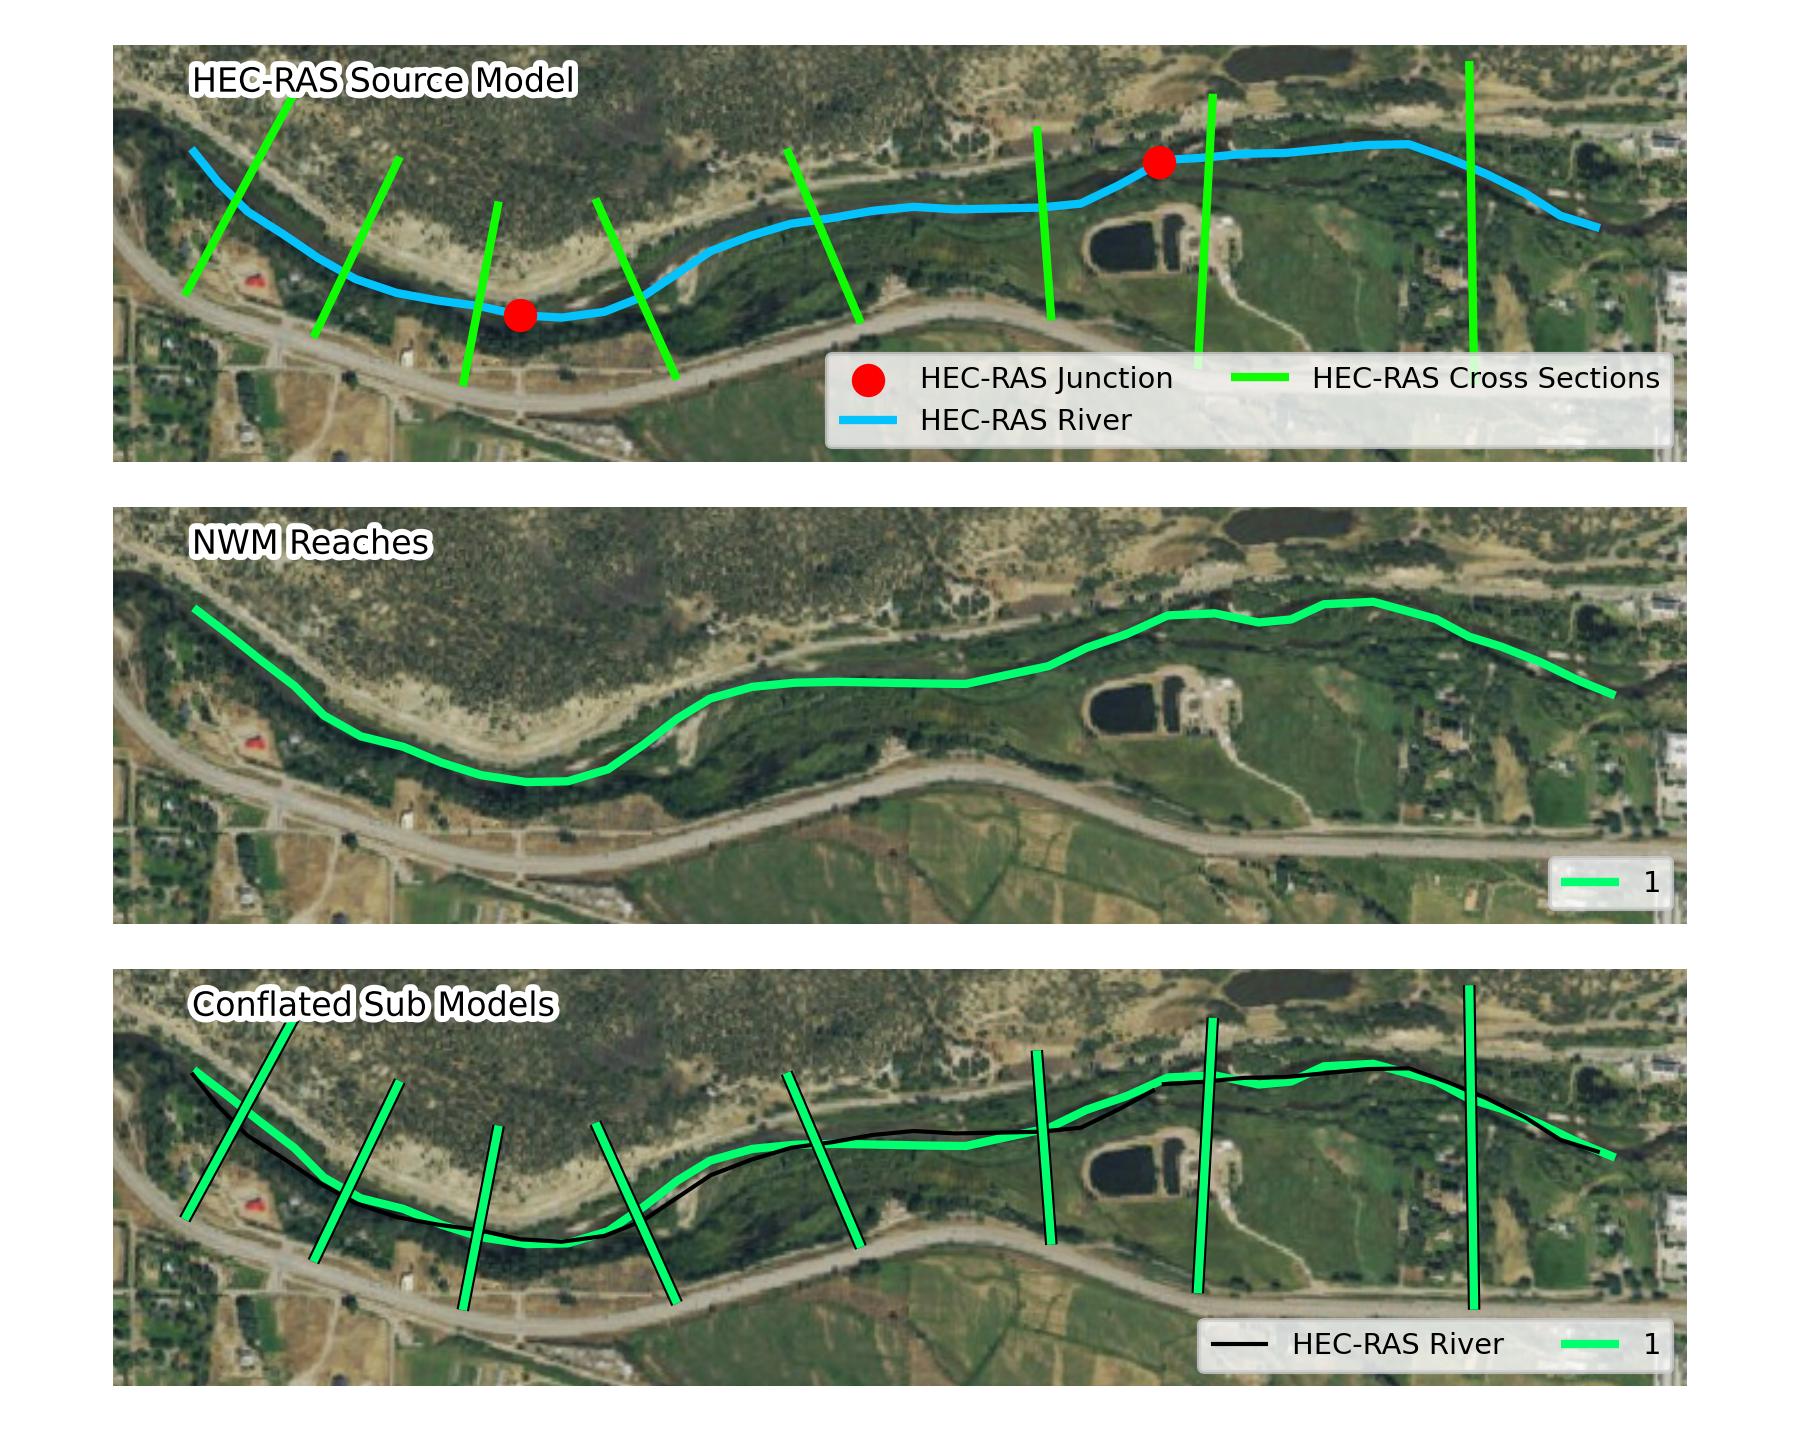 HEC-RAS Source Model
HEC-RAS Junction
HEC-RAS Cross Sections
HEC-RAS River
NWM Reaches
1
Conflated Sub Models
HEC-RAS River
1